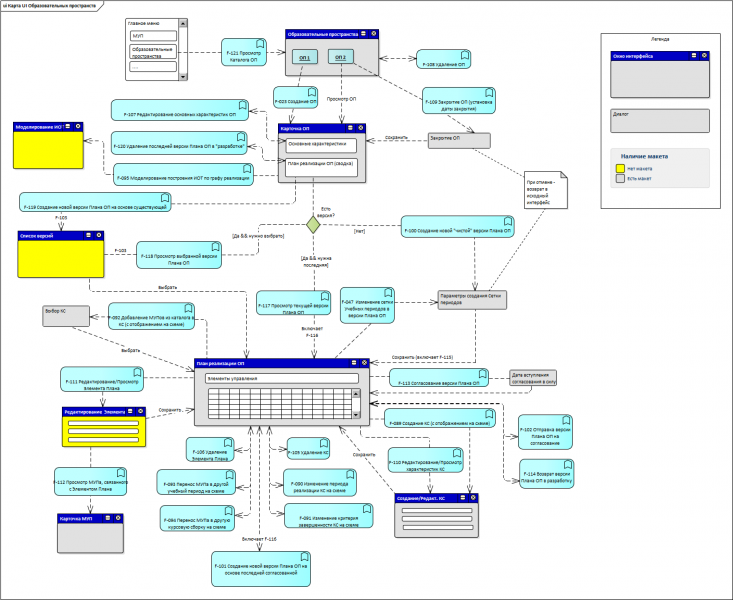 ui Карта UI Образовательных пространств
Главное меню
МУП
Образовательные
пространства
...
F-121 Просмотр
Каталога ОП
Образовательные пространства
ОП 1
ОП 2
F-108 Удаление ОП
Легенда
Окно интерфейса
Диалог
Наличие макета
Нет макета
Есть макет
F-025 Создание ОП
Просмотр ОП
F-109 Закрытие ОП (установка
даты закрытия)
F-107 Редактирование основных характеристик ОП
Моделирование ИОТ
F-120 Удаление последней версии Плана ОП в "разработке"
F-095 Моделирование построения ИОТ по графу реализации
Карточка ОП
Основные характеристики
План реализации ОП (сводка)
Сохранить
Закрытие ОП
При отмене -
возврат в
исходный
интерфейс
F-119 Создание новой версии Плана ОП на основе существующей
F-103
Список версий
F-103
F-118 Просмотр выбранной версии
Плана ОП
[Да && нужно выбрать]
Есть
версия?
[Нет]
F-100 Создание новой "чистой" версии Плана ОП
[Да && нужна
последняя]
Выбрать
F-117 Просмотр текущей версии
Плана ОП
F-047 Изменение сетки
Учебных периодов в
версии Плана ОП
Параметры создания сетки
периодов
Выбор КС
F-092 Добавление МУПов из каталога в
КС (с отображением на схеме)
Включает
F-116
Выбрать
Сохранить (включает F-115)
План реализации ОП
Элементы управления
F-111 Редактирование/Просмотр
Элемента Плана
F-113 Согласование версии Плана ОП
Дата вступления
согласования в силу
Редактирование Элемента
Сохранить
F-089 Создание КС (с отображением на схеме)
F-102 Отправка версии
Плана ОП на
согласование
F-106 Удаление
Элемента Плана
F-105 Удаление КС
Сохранить
F-110 Редактирование/Просмотр
характеристик КС
F-114 Возврат версии
Плана ОП в разработку
F-112 Просмотр МУПа, связанного
с Элементом Плана
F-093 Перенос МУПа в другой
учебный период на схеме
F-090 Изменение периода
реализации КС на схеме
Создание/Редакт. КС
Карточка МУП
F-094 Перенос МУПа в другую
курсовую сборку на схеме
F-091 Изменение критерия
завершенности КС на схеме
Включает F-116
F-101 Создание новой версии Плана ОП на
основе последней согласованной